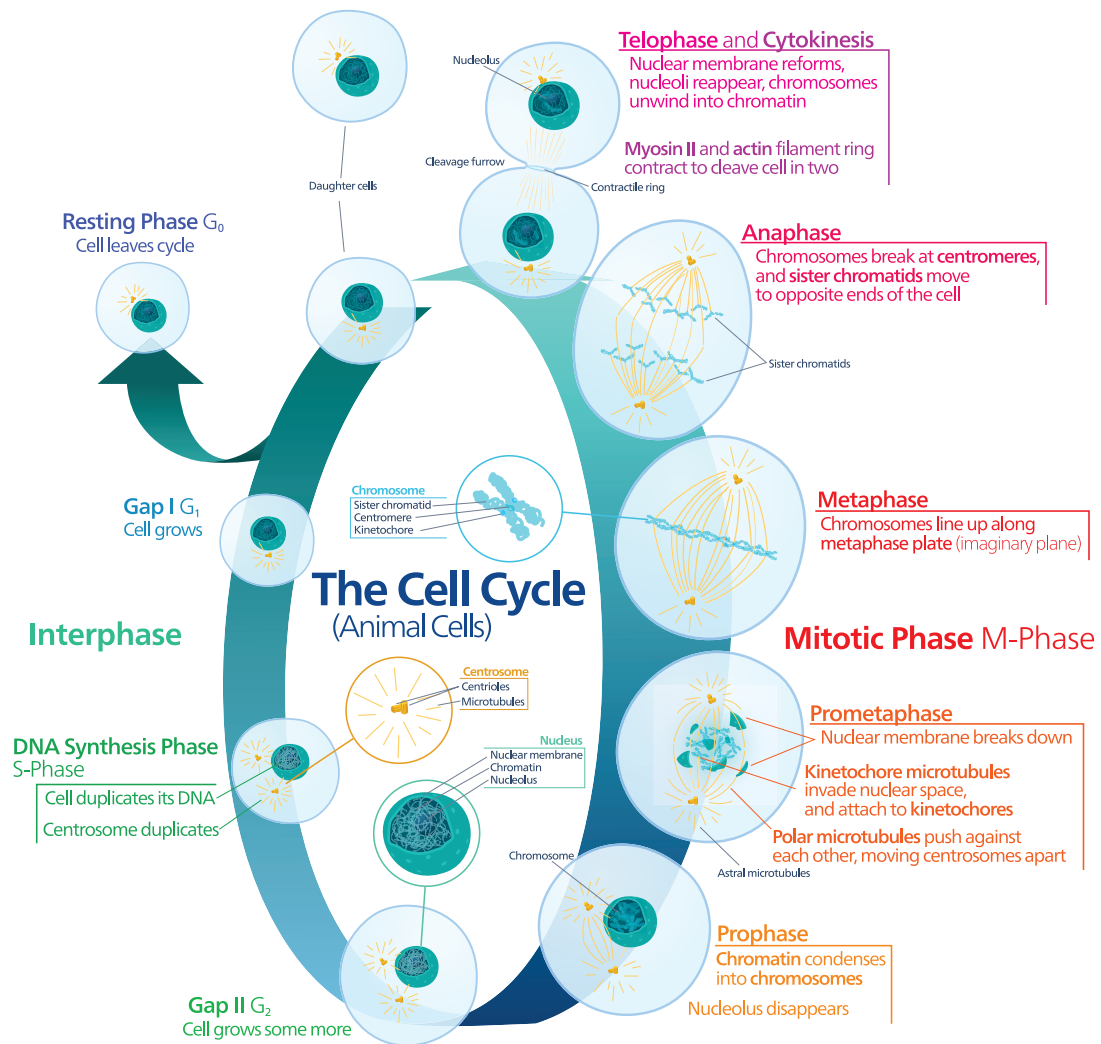 Telophase and Cytokinesis
Nuclear membrane reforms,
nucleoli reappear, chromosomes
unwind into chromatin
Myosin II and actin filament ring
contract to cleave cell in two
Nucleolus
Cleavage furrow
Contractile ring
Daughter cells
Resting Phase G₀
Cell leaves cycle
Anaphase
Chromosomes break at centromeres,
and sister chromatids move
to opposite ends of the cell
Sister chromatids
Gap I G₁
Cell grows
Chromosome
Sister chromatid
Centromere
Kinetochore
Metaphase
Chromosomes line up along
metaphase plate (imaginary plane)
The Cell Cycle
(Animal Cells)
Interphase
Mitotic Phase M-Phase
Centrosome
Centrioles
Microtubules
Prometaphase
Nuclear membrane breaks down
Kinetochore microtubules
invade nuclear space,
and attach to kinetochores
Polar microtubules push against
each other, moving centrosomes apart
Astral microtubules
DNA Synthesis Phase
S-Phase
Cell duplicates its DNA
Centrosome duplicates
Nucleus
Nuclear membrane
Chromatin
Nucleolus
Chromosome
Prophase
Chromatin condenses
into chromosomes
Nucleolus disappears
Gap II G₂
Cell grows some more